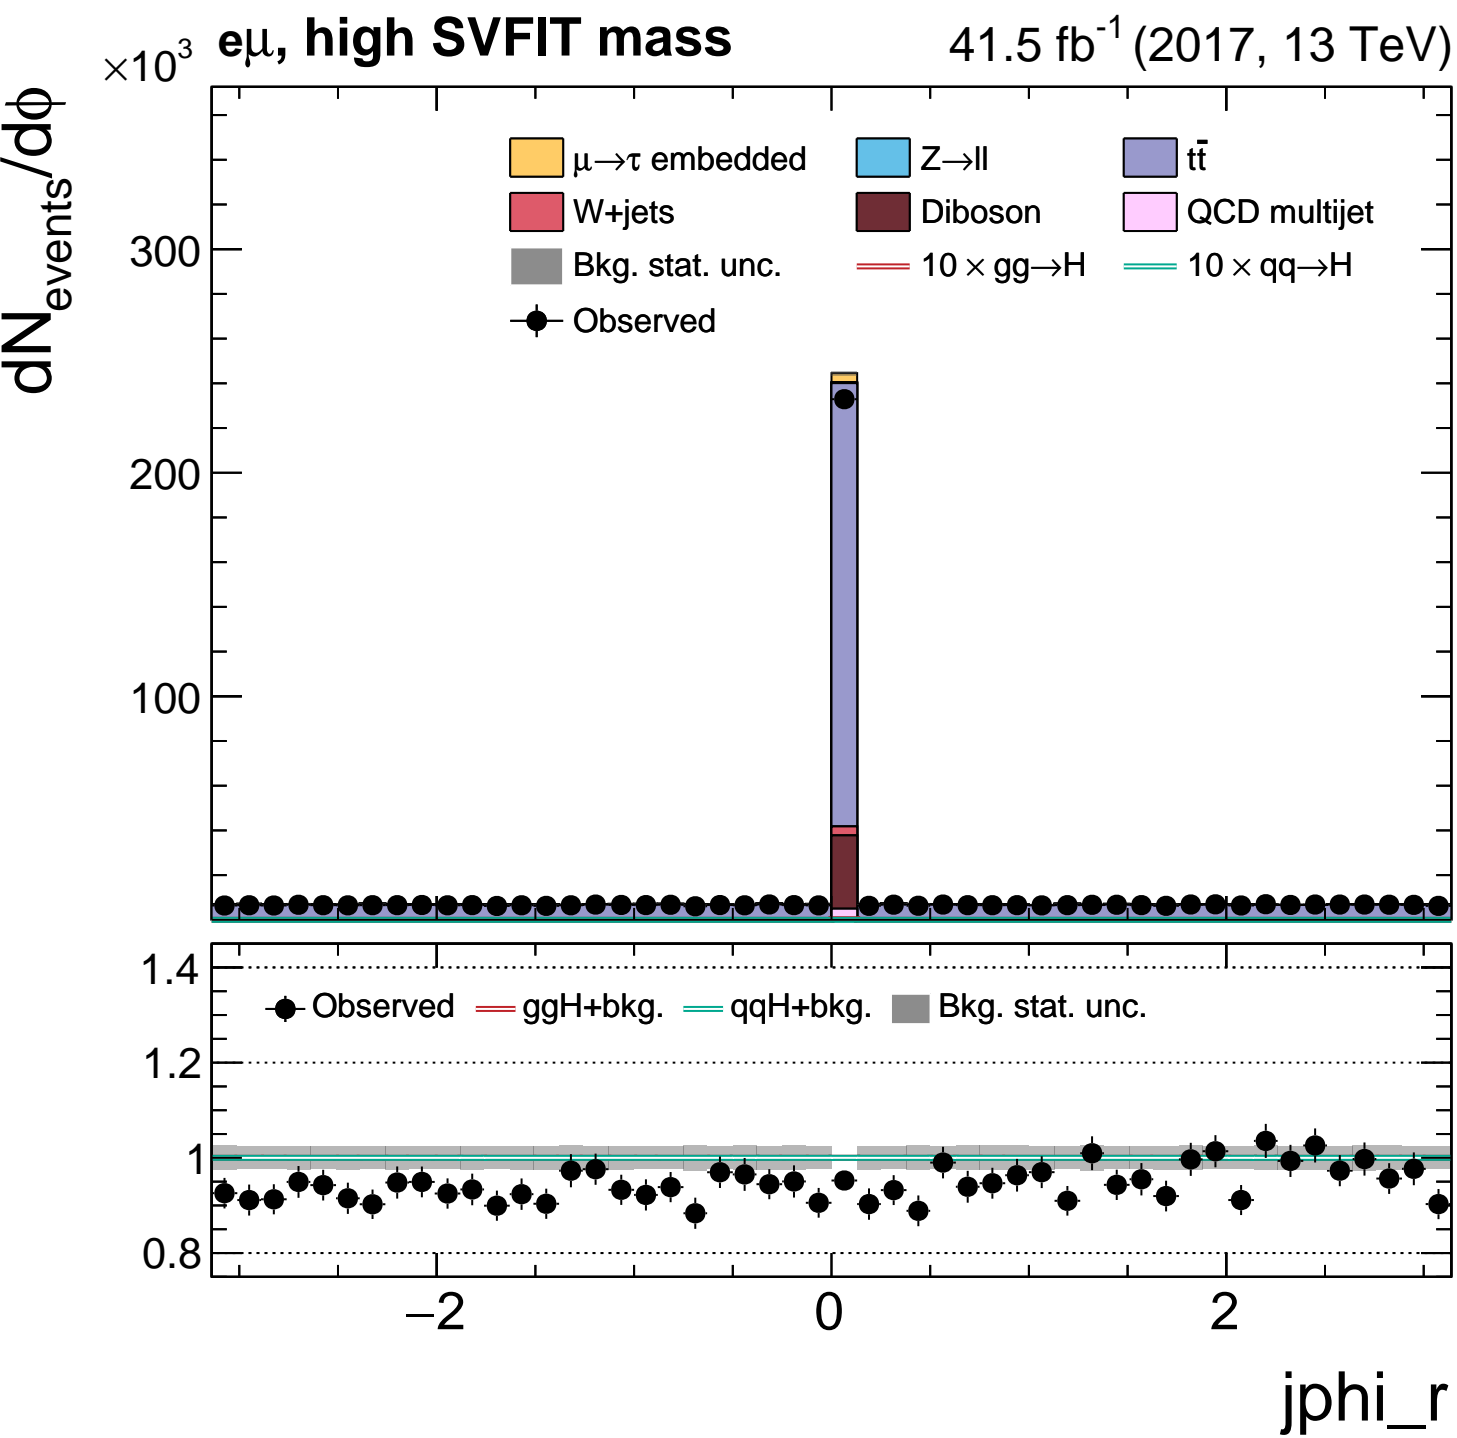 ×10³ eμ, high SVFIT mass 41.5 fb⁻¹ (2017, 13 TeV)
dN_events/dϕ
μ→τ embedded Z→ll tt̄
W+jets Diboson QCD multijet
Bkg. stat. unc. 10 × gg→H 10 × qq→H
Observed
300
200
100
1.4
Observed ggH+bkg. qqH+bkg. Bkg. stat. unc.
1.2
1
0.8
−2 0 2
jphi_r